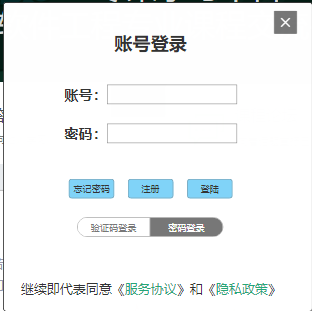 账号登录
账号：
密码：
忘记密码 注册 登陆
验证码登录 密码登录
继续即代表同意《服务协议》和《隐私政策》